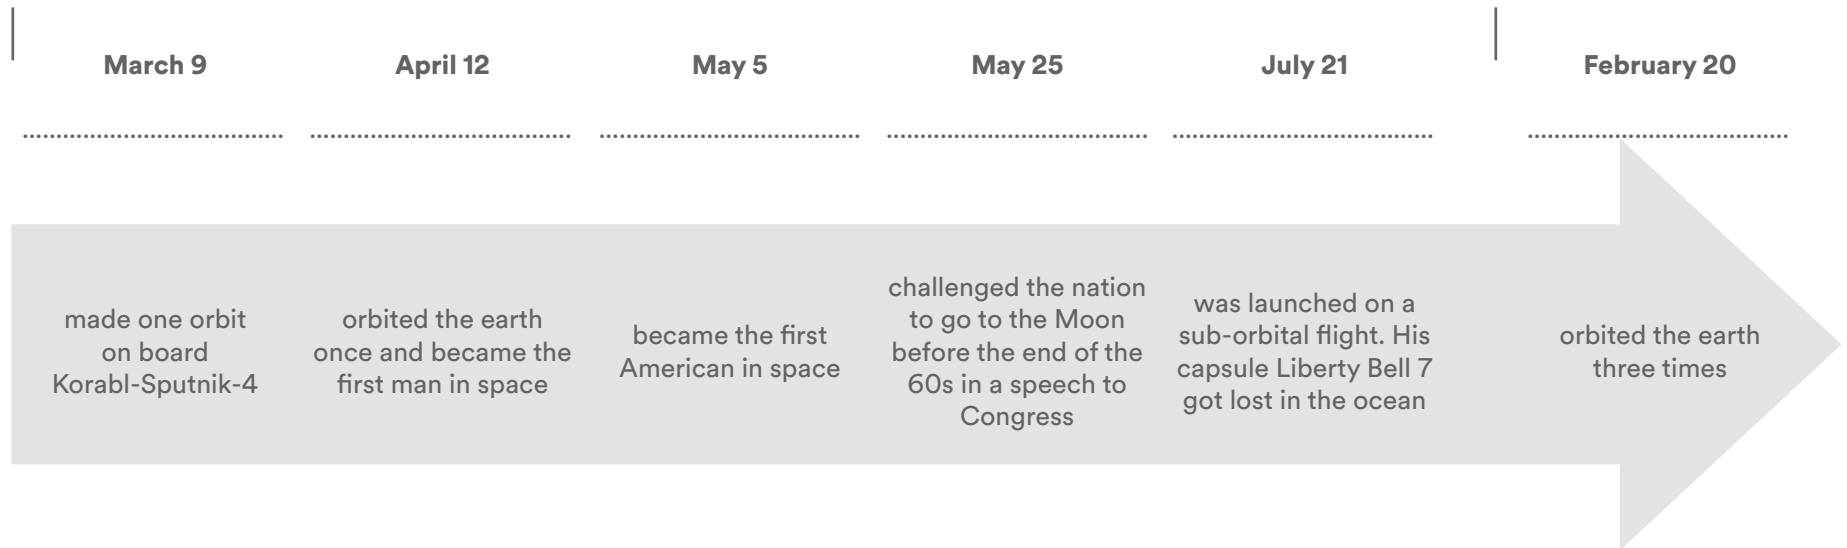 March 9
April 12
May 5
May 25
July 21
February 20
made one orbit
on board
Korabl-Sputnik-4
orbited the earth
once and became the
first man in space
became the first
American in space
challenged the nation
to go to the Moon
before the end of the
60s in a speech to
Congress
was launched on a
sub-orbital flight. His
capsule Liberty Bell 7
got lost in the ocean
orbited the earth
three times